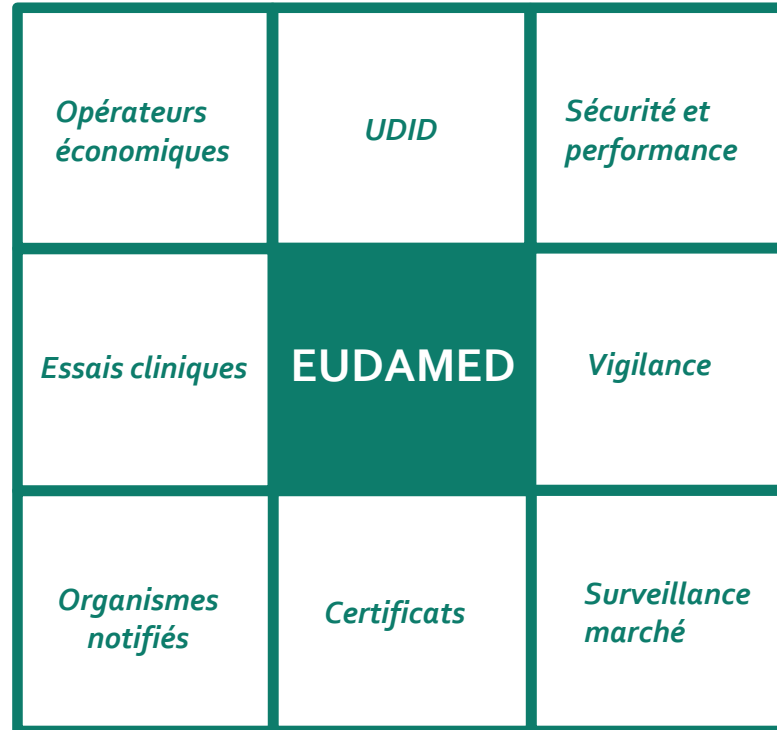 Opérateurs
économiques
UDID
Sécurité et
performance
Essais cliniques
EUDAMED
Vigilance
Organismes
notifiés
Certificats
Surveillance
marché